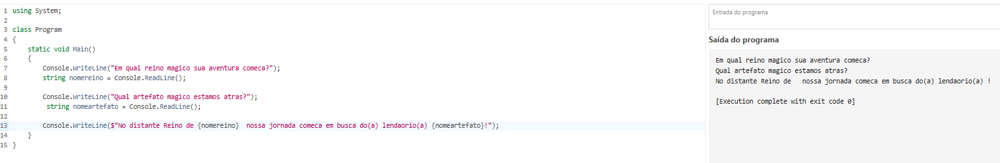 1 using System;
2
3 class Program
4 {
5     static void Main()
6     {
7         Console.WriteLine("Em qual reino magico sua aventura comeca?");
8         string nomereino = Console.ReadLine();
9
10         Console.WriteLine("Qual artefato magico estamos atras?");
11          string nomeartefato = Console.ReadLine();
12
13         Console.WriteLine($"No distante Reino de {nomereino}  nossa jornada comeca em busca do(a) lendaorio(a) {nomeartefato}!");
14     }
15 }
Entrada do programa
Saída do programa
Em qual reino magico sua aventura comeca?
Qual artefato magico estamos atras?
No distante Reino de   nossa jornada comeca em busca do(a) lendaorio(a) !
[Execution complete with exit code 0]